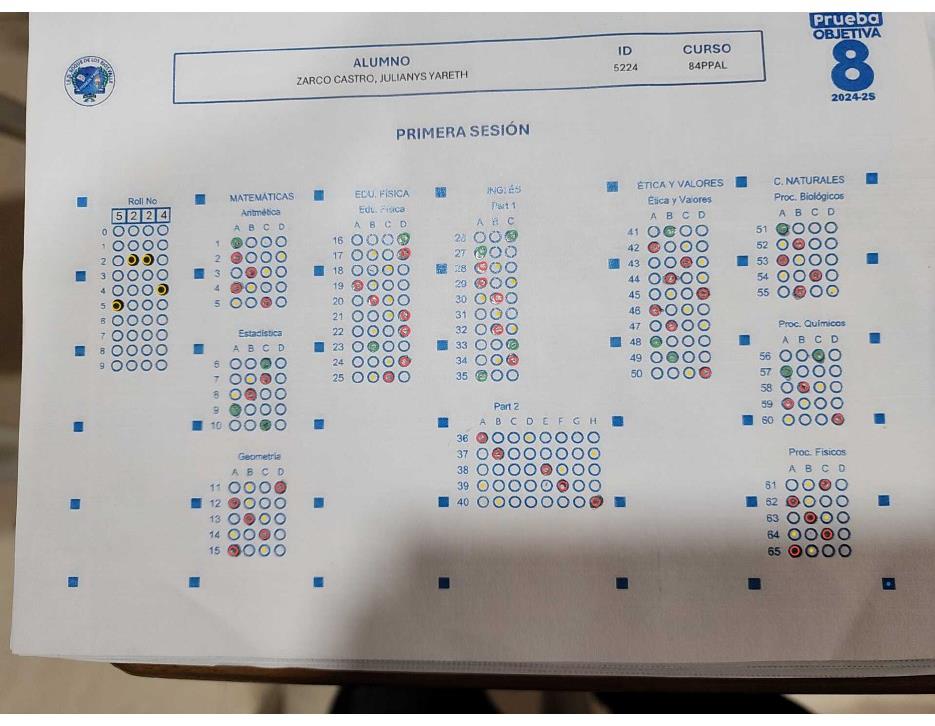 Prueba
OBJETIVA
8
2024-25
ALUMNO
ZARCO CASTRO, JULIANYS YARETH
ID
5224
CURSO
84PPAL
PRIMERA SESIÓN
Roll No
5 2 2 4
0
1
2
3
4
5
6
7
8
9
MATEMÁTICAS
Aritmética
A B C D
1
2
3
4
5
Estadística
A B C D
6
7
8
9
10
Geometría
A B C D
11
12
13
14
15
EDU. FÍSICA
Edu. Física
A B C D
16
17
18
19
20
21
22
23
24
25
INGLÉS
Part 1
A B C
26
27
28
29
30
31
32
33
34
35
Part 2
A B C D E F G H
36
37
38
39
40
ÉTICA Y VALORES
Ética y Valores
A B C D
41
42
43
44
45
46
47
48
49
50
C. NATURALES
Proc. Biológicos
A B C D
51
52
53
54
55
Proc. Químicos
A B C D
56
57
58
59
60
Proc. Físicos
A B C D
61
62
63
64
65